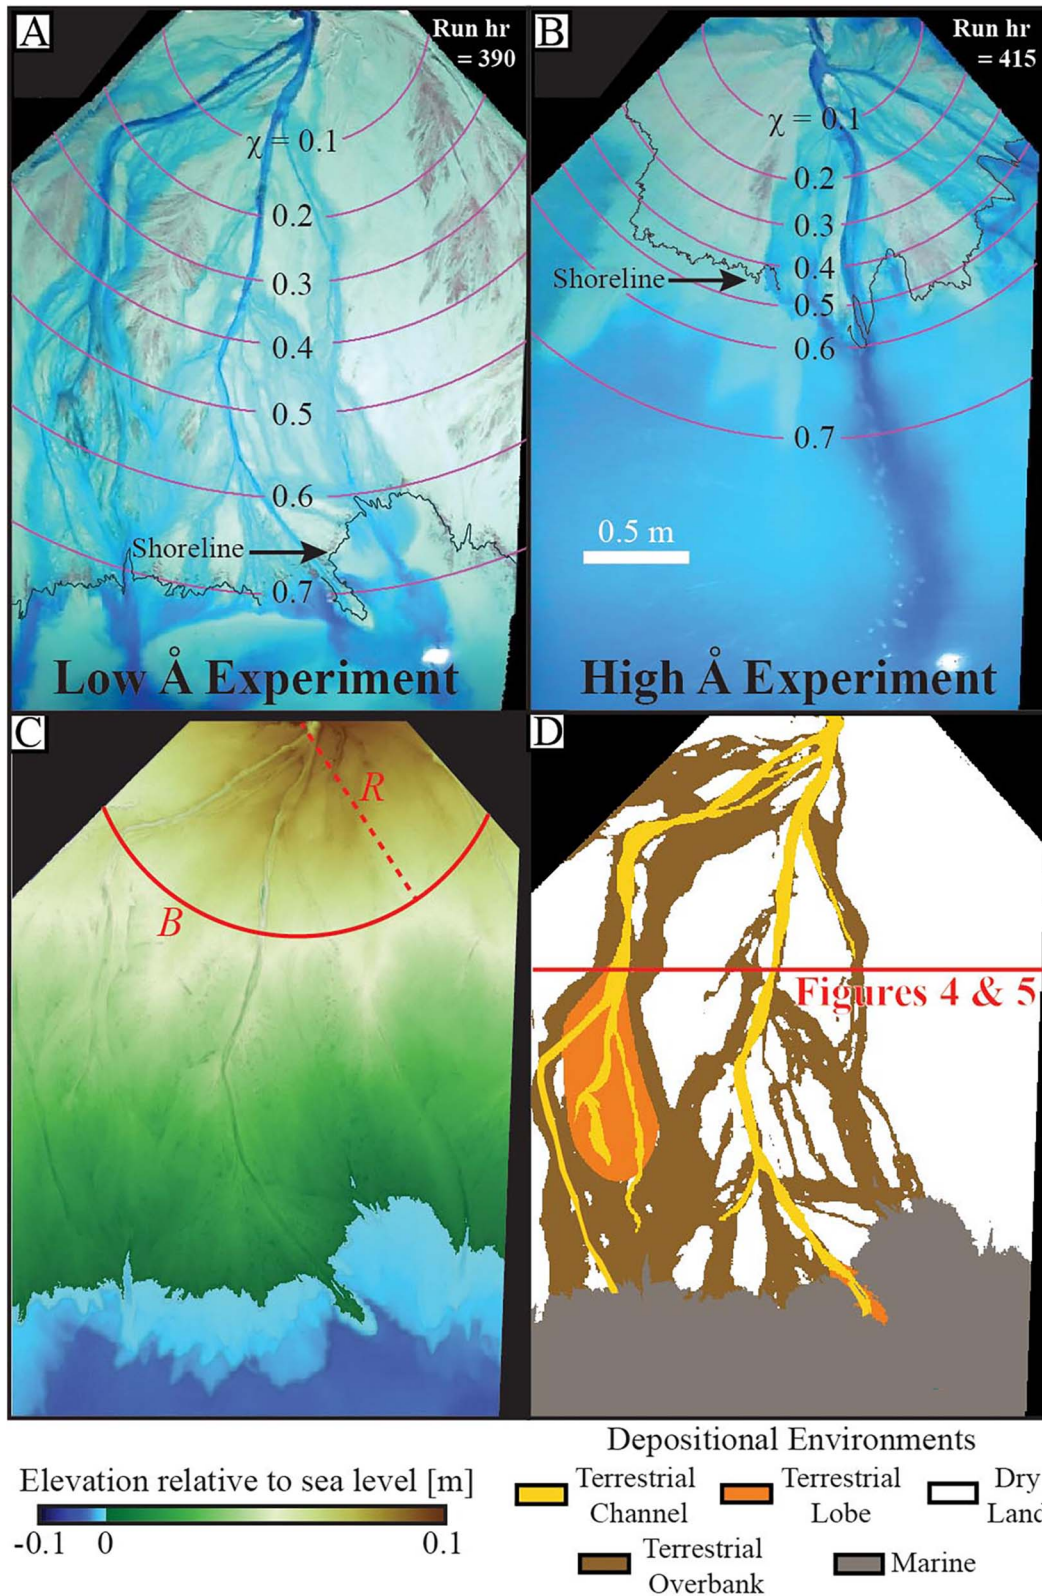 A
Run hr
= 390
χ = 0.1
0.2
0.3
0.4
0.5
0.6
Shoreline
0.7
Low Å Experiment
B
Run hr
= 415
χ = 0.1
0.2
0.3
0.4
Shoreline
0.5
0.6
0.7
0.5 m
High Å Experiment
C
R
B
D
Figures 4 & 5
Elevation relative to sea level [m]
-0.1 0 0.1
Depositional Environments
Terrestrial
Channel
Terrestrial
Lobe
Dry
Land
Terrestrial
Overbank
Marine